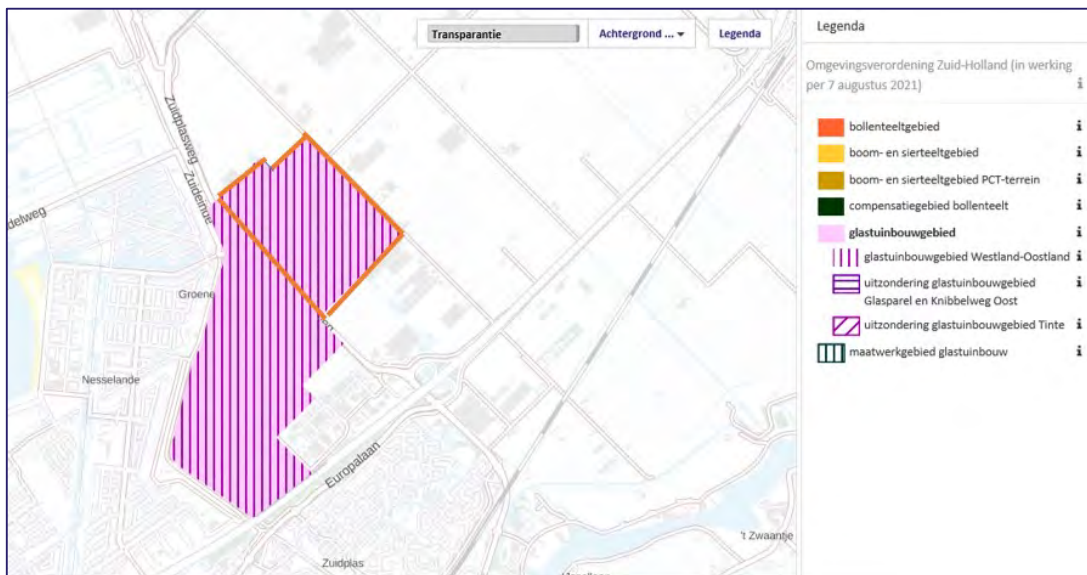 Transparantie
Achtergrond ...
Legenda
Legenda
Omgevingsverordening Zuid-Holland (in werking
per 7 augustus 2021)
i
bollenteeltgebied
i
boom- en sierteeltgebied
i
boom- en sierteeltgebied PCT-terrein
i
compensatiegebied bollenteelt
i
glastuinbouwgebied
i
glastuinbouwgebied Westland-Oostland
i
uitzondering glastuinbouwgebied
i
Glasparel en Knibbelweg Oost
uitzondering glastuinbouwgebied Tinte
i
maatwerkgebied glastuinbouw
i
Zuidplasweg
Zuideinde
delweg
Groene
Nesselande
Europalaan
Zuidplas
't Zwaantje